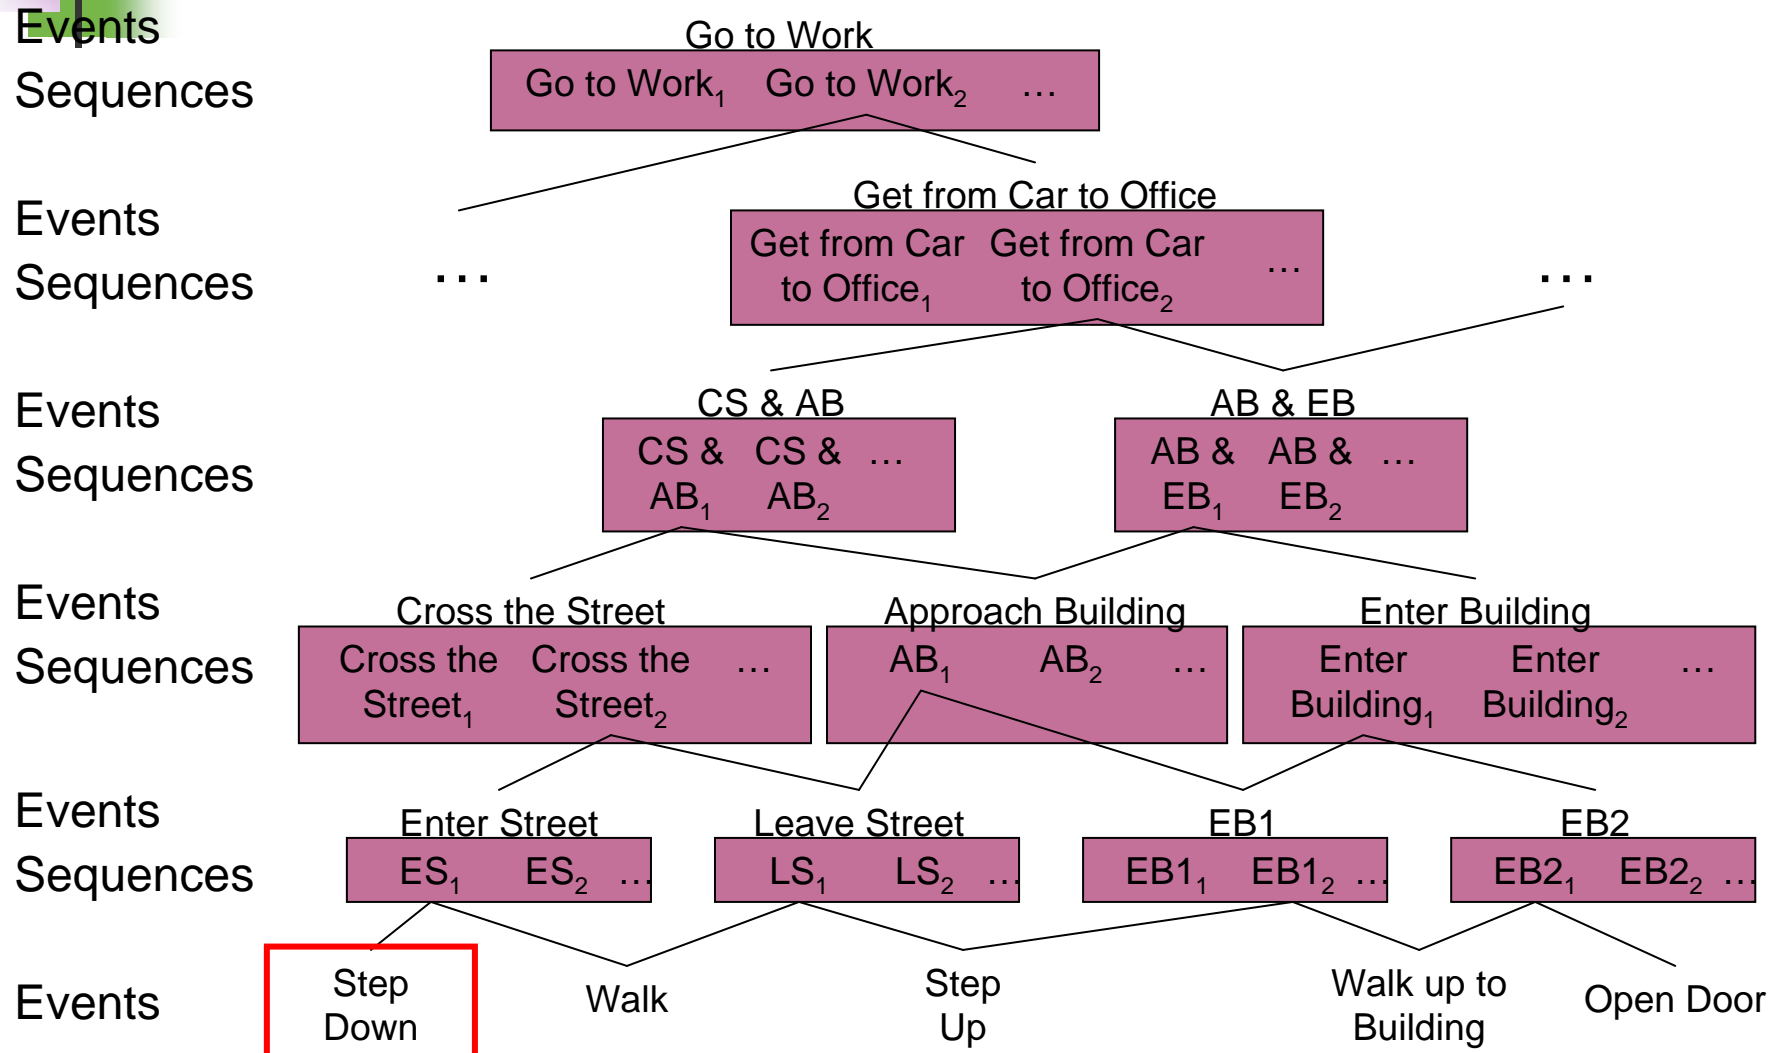 Events
Sequences
Go to Work
Go to Work₁ Go to Work₂ …
Events
Sequences
…
Get from Car to Office
Get from Car Get from Car …
to Office₁ to Office₂
…
Events
Sequences
CS & AB
CS & CS & …
AB₁ AB₂
AB & EB
AB & AB & …
EB₁ EB₂
Events
Sequences
Cross the Street
Cross the Cross the …
Street₁ Street₂
Approach Building
AB₁ AB₂ …
Enter Building
Enter Enter …
Building₁ Building₂
Events
Sequences
Enter Street
ES₁ ES₂ …
Leave Street
LS₁ LS₂ …
EB1
EB1₁ EB1₂ …
EB2
EB2₁ EB2₂ …
Events
Step
Down
Walk
Step
Up
Walk up to
Building
Open Door